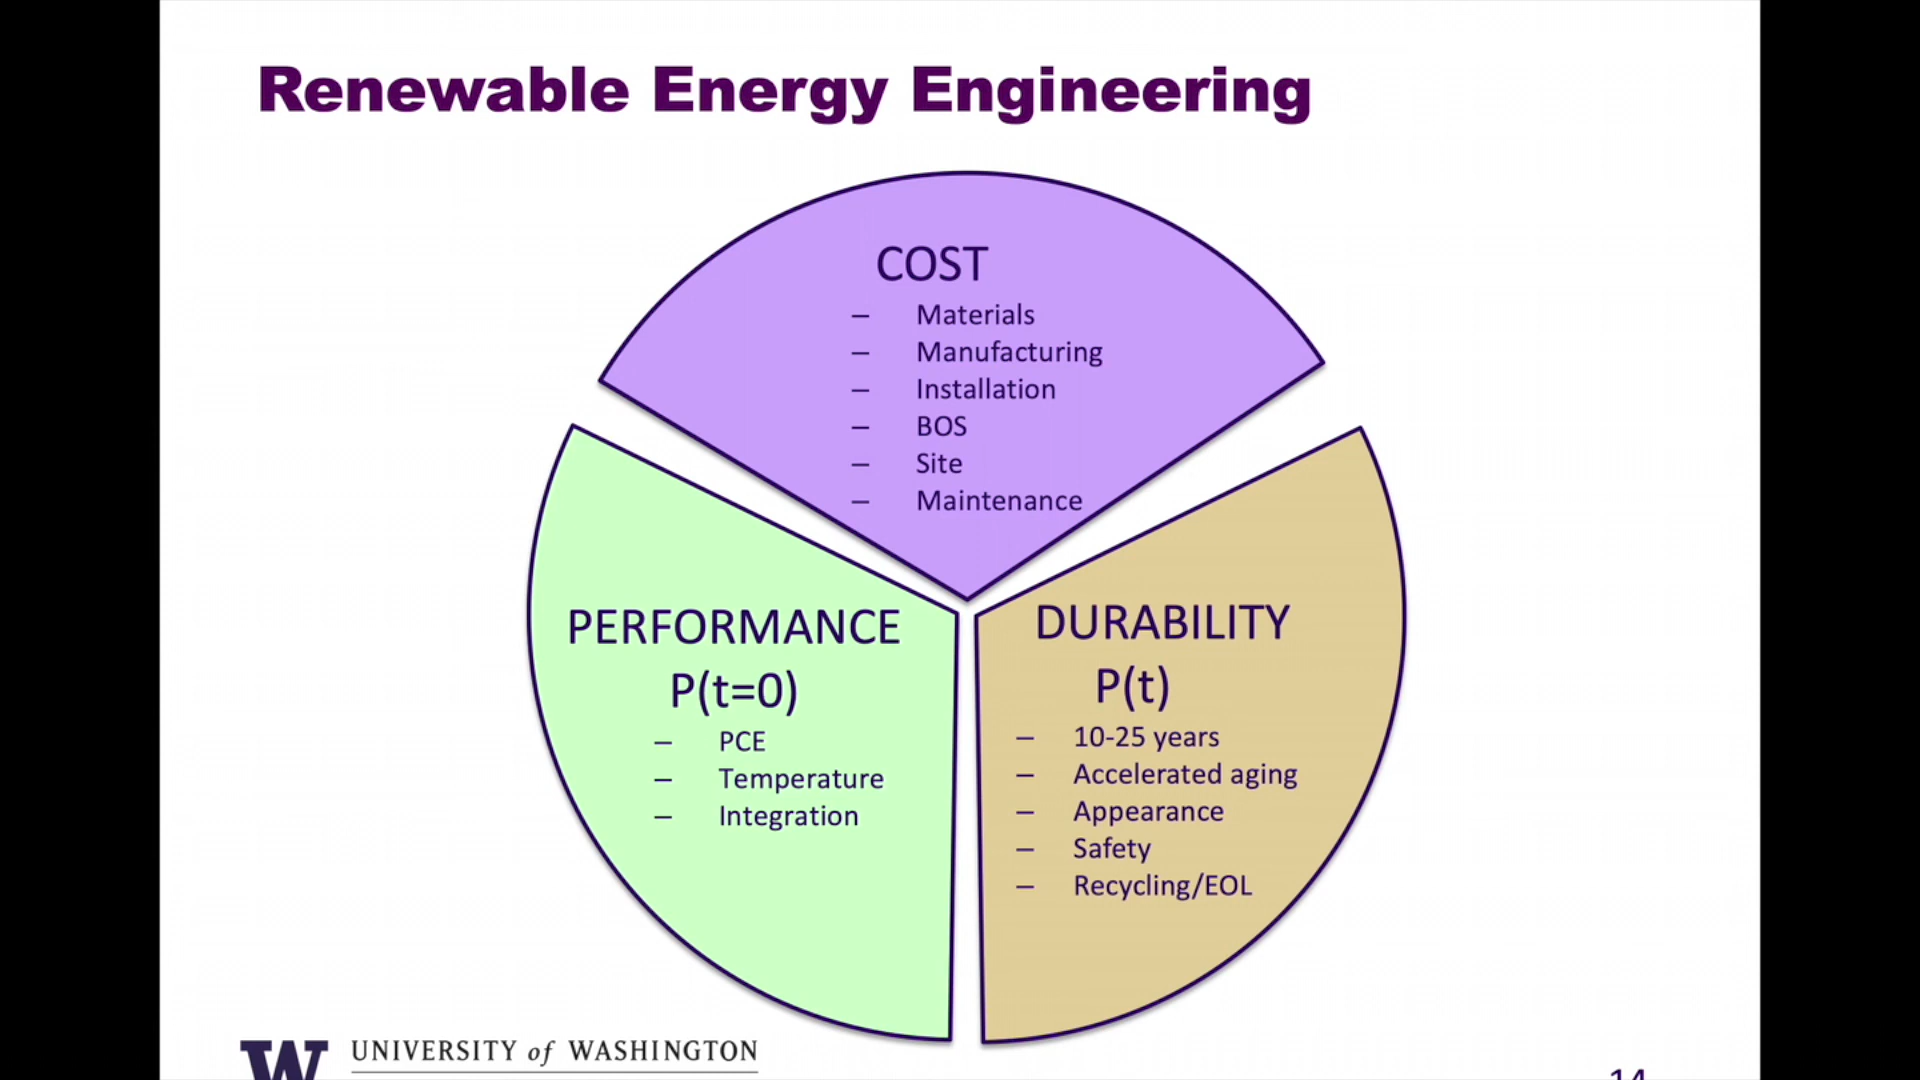 Renewable Energy Engineering
COST
– Materials
– Manufacturing
– Installation
– BOS
– Site
– Maintenance
PERFORMANCE
P(t=0)
– PCE
– Temperature
– Integration
DURABILITY
P(t)
– 10-25 years
– Accelerated aging
– Appearance
– Safety
– Recycling/EOL
W UNIVERSITY of WASHINGTON
14